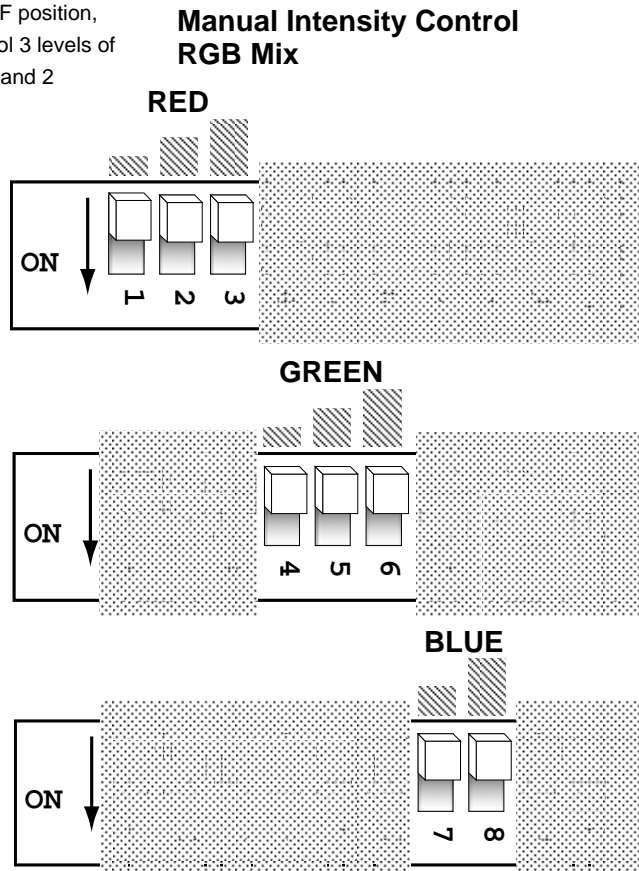 F position,
ol 3 levels of
and 2
Manual Intensity Control
RGB Mix
RED
ON
1 2 3
GREEN
ON
4 5 6
BLUE
ON
7 8